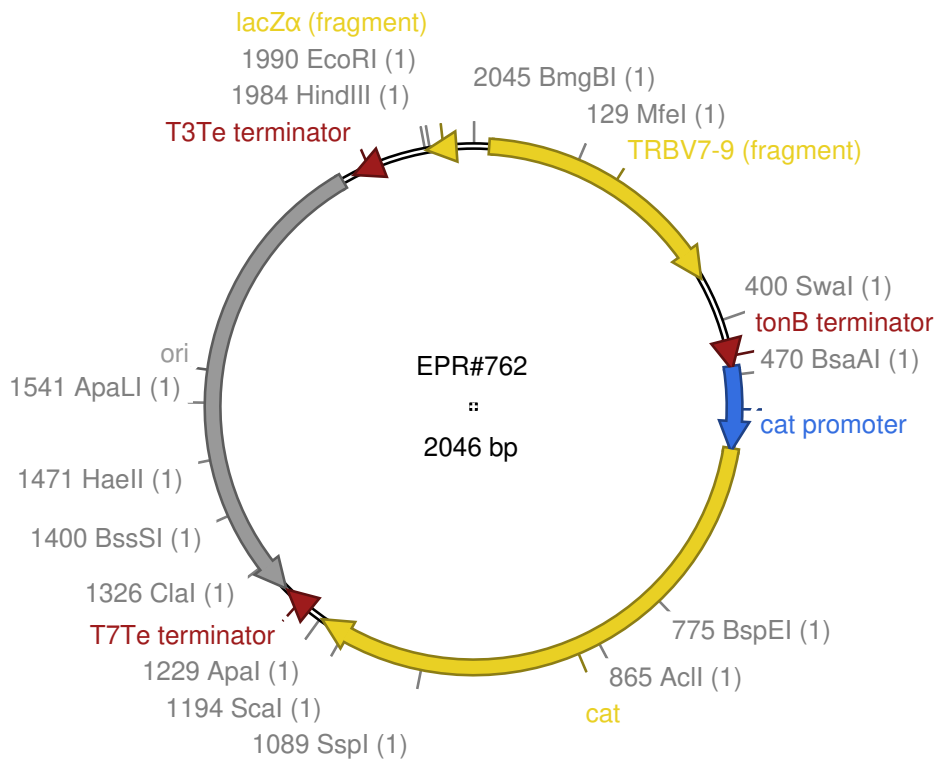 lacZα (fragment)
1990 EcoRI (1)
2045 BmgBI (1)
1984 HindIII (1)
129 MfeI (1)
T3Te terminator
TRBV7-9 (fragment)
400 SwaI (1)
tonB terminator
ori
470 BsaAI (1)
EPR#762
1541 ApaLI (1)
cat promoter
2046 bp
1471 HaeII (1)
1400 BssSI (1)
1326 ClaI (1)
T7Te terminator
775 BspEI (1)
1229 ApaI (1)
865 AclI (1)
1194 ScaI (1)
cat
1089 SspI (1)